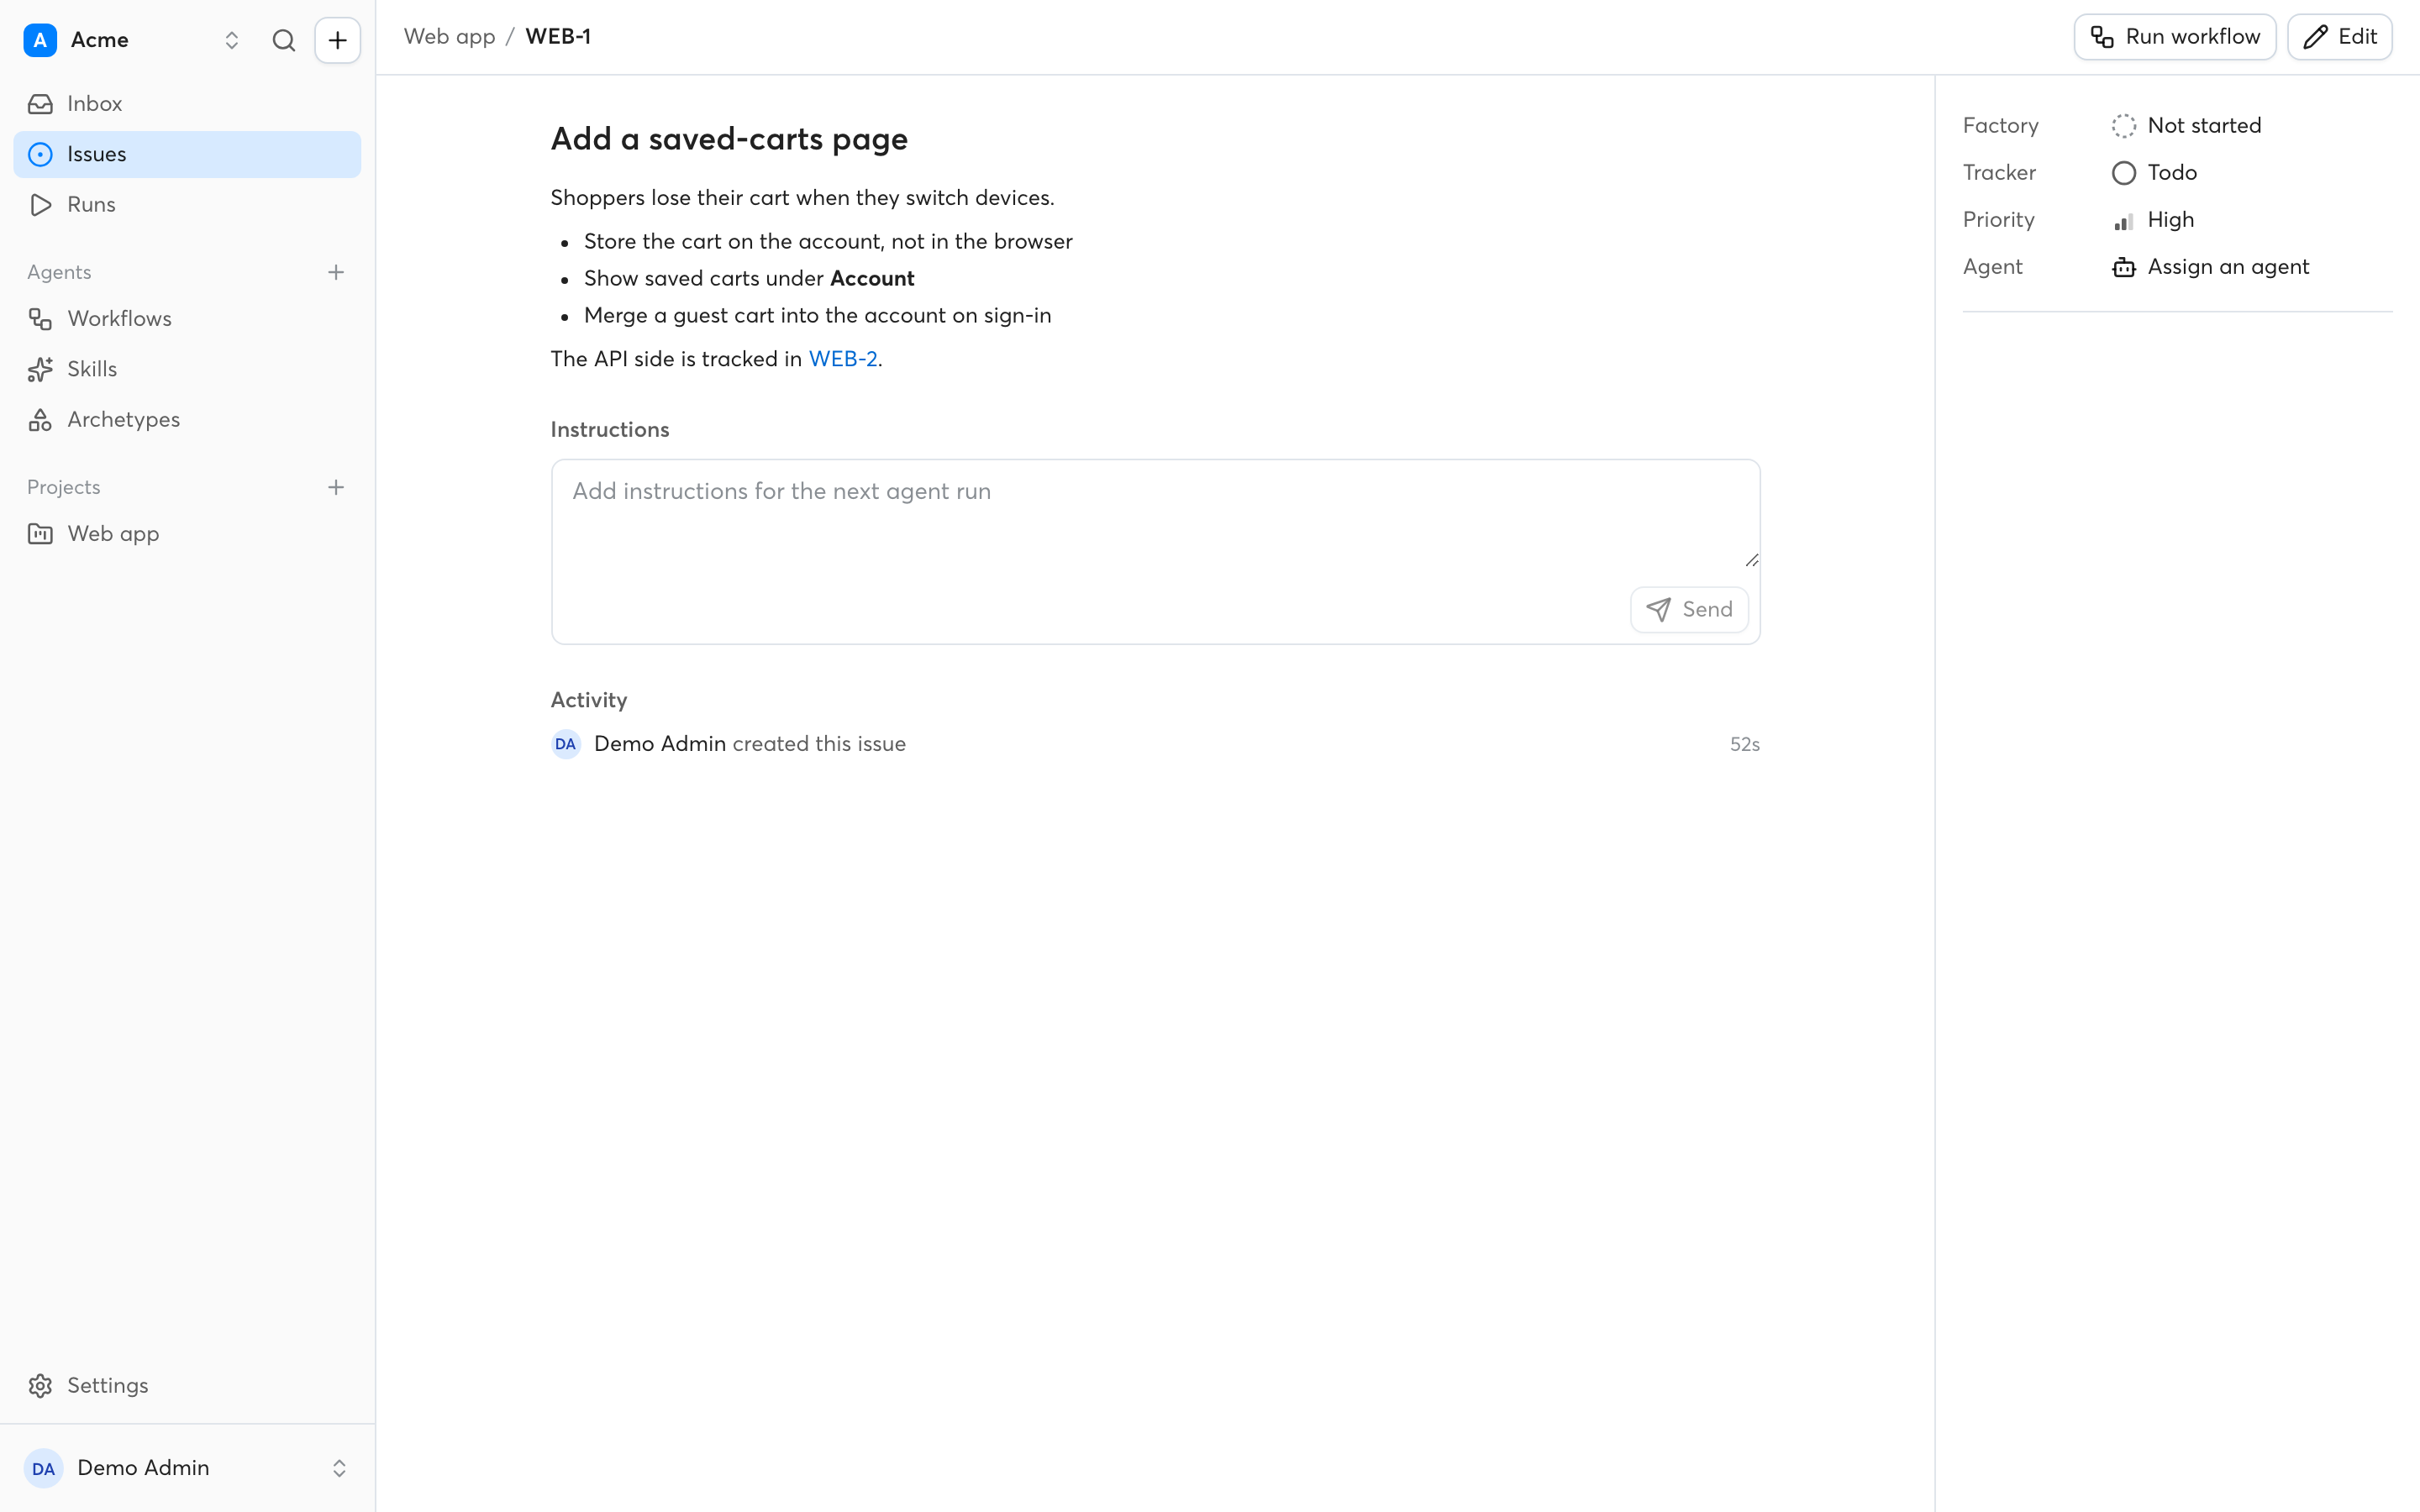 A Acme
Inbox
Issues
Runs
Agents
Workflows
Skills
Archetypes
Projects
Web app
Settings
DA Demo Admin
Web app / WEB-1
Run workflow
Edit
Add a saved-carts page
Shoppers lose their cart when they switch devices.
• Store the cart on the account, not in the browser
• Show saved carts under Account
• Merge a guest cart into the account on sign-in
The API side is tracked in WEB-2.
Instructions
Add instructions for the next agent run
Send
Activity
DA Demo Admin created this issue 52s
Factory Not started
Tracker Todo
Priority High
Agent Assign an agent